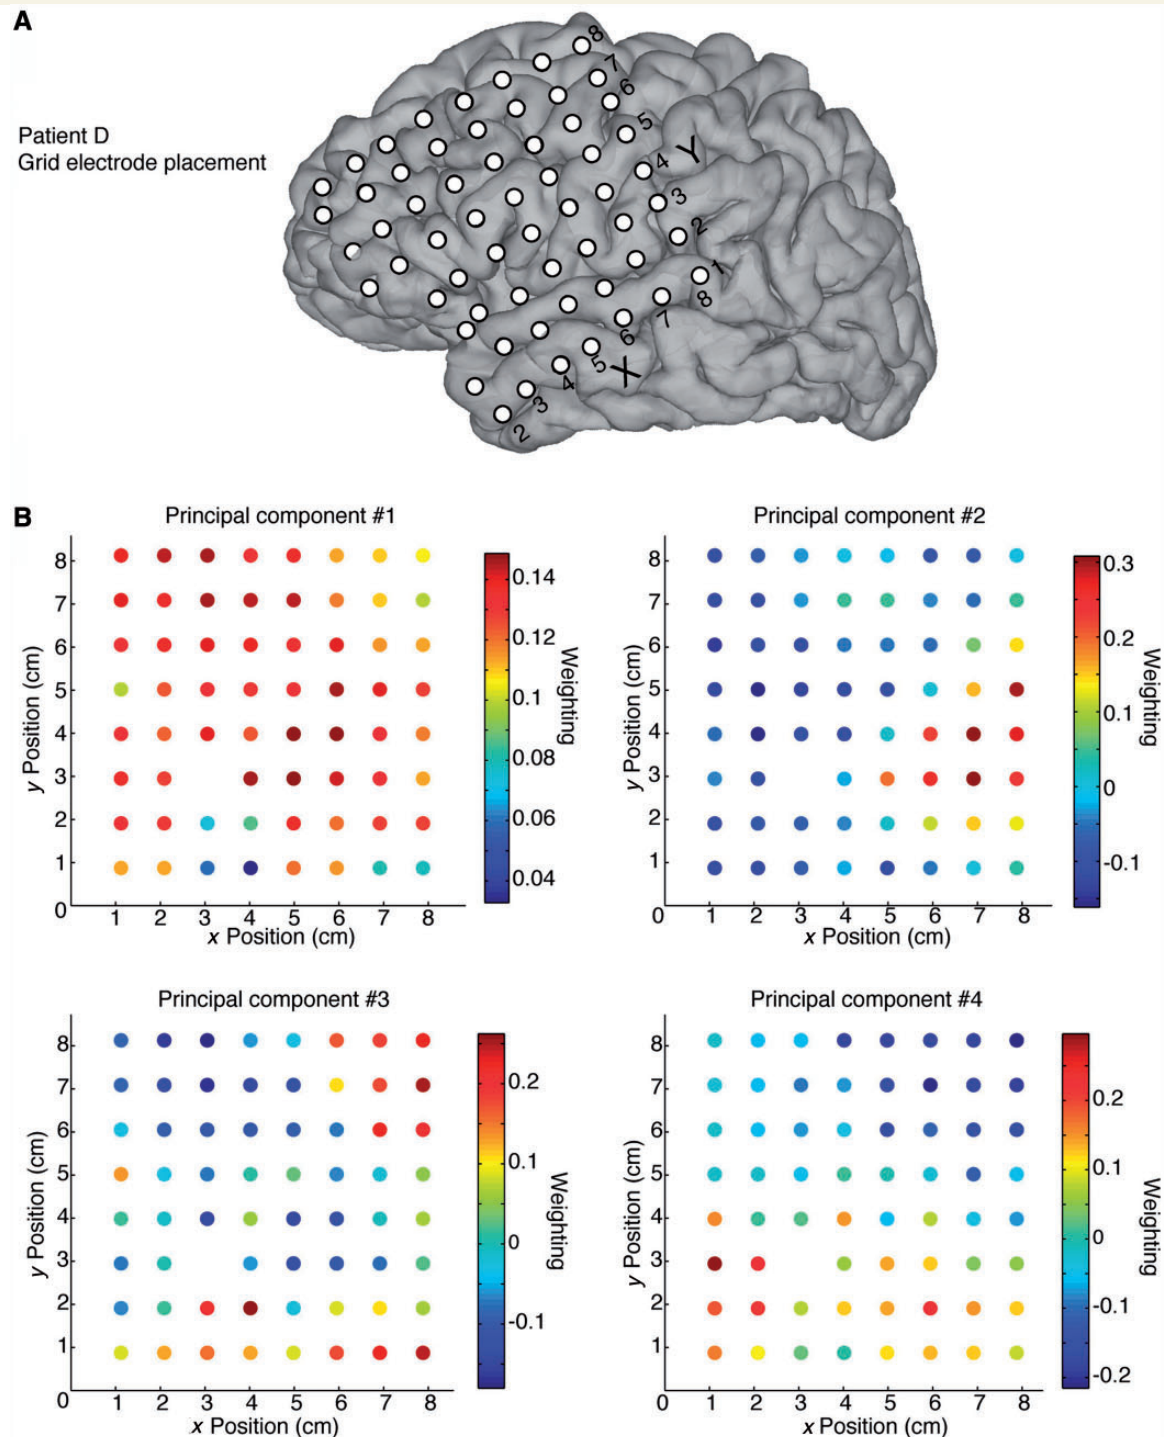 A
Patient D
Grid electrode placement
8
7
6
5
4
Y
3
2
1
8
7
6
5
X
4
3
2
B
Principal component #1
8
7
6
5
4
3
2
1
0
y Position (cm)
1 2 3 4 5 6 7 8
x Position (cm)
0.14
0.12
0.1
0.08
0.06
0.04
Weighting
Principal component #2
8
7
6
5
4
3
2
1
0
y Position (cm)
1 2 3 4 5 6 7 8
x Position (cm)
0.3
0.2
0.1
0
-0.1
Weighting
Principal component #3
8
7
6
5
4
3
2
1
0
y Position (cm)
1 2 3 4 5 6 7 8
x Position (cm)
0.2
0.1
0
-0.1
Weighting
Principal component #4
8
7
6
5
4
3
2
1
0
y Position (cm)
1 2 3 4 5 6 7 8
x Position (cm)
0.2
0.1
0
-0.1
-0.2
Weighting